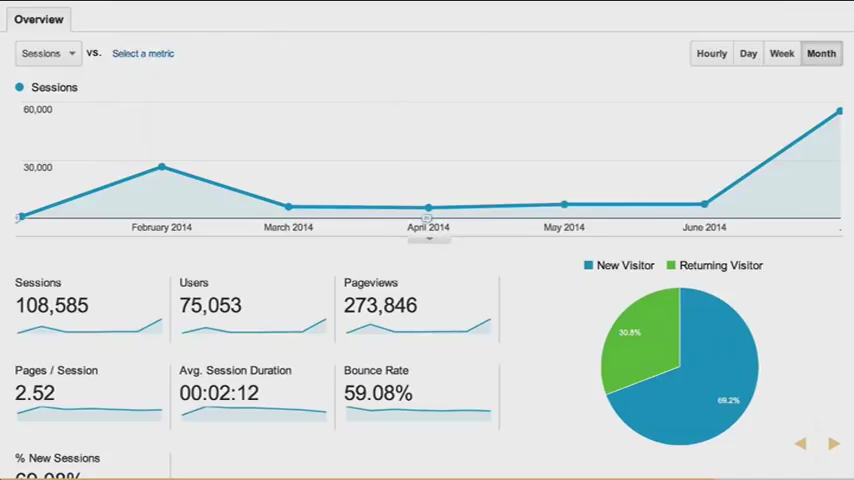 Overview
Sessions vs. Select a metric
Hourly Day Week Month
Sessions
60,000
30,000
February 2014 March 2014 April 2014 May 2014 June 2014
New Visitor Returning Visitor
Sessions Users Pageviews
108,585 75,053 273,846
30.8%
Pages / Session Avg. Session Duration Bounce Rate
2.52 00:02:12 59.08%
69.2%
% New Sessions